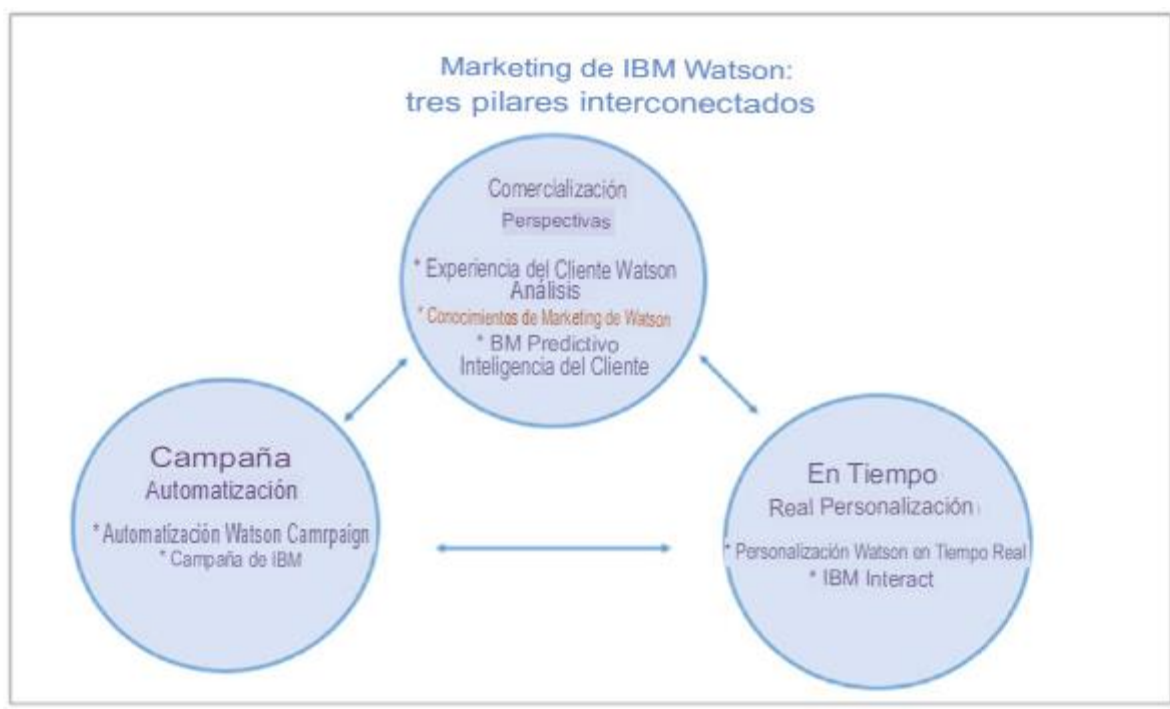 Marketing de IBM Watson:
tres pilares interconectados
Comercialización
Perspectivas
* Experiencia del Cliente Watson
Análisis
* Conocimientos de Marketing de Watson
* BM Predictivo
Inteligencia del Cliente
Campaña
Automatización
* Automatización Watson Camrpaign
* Campaña de IBM
En Tiempo
Real Personalización
* Personalización Watson en Tiempo Real
* IBM Interact